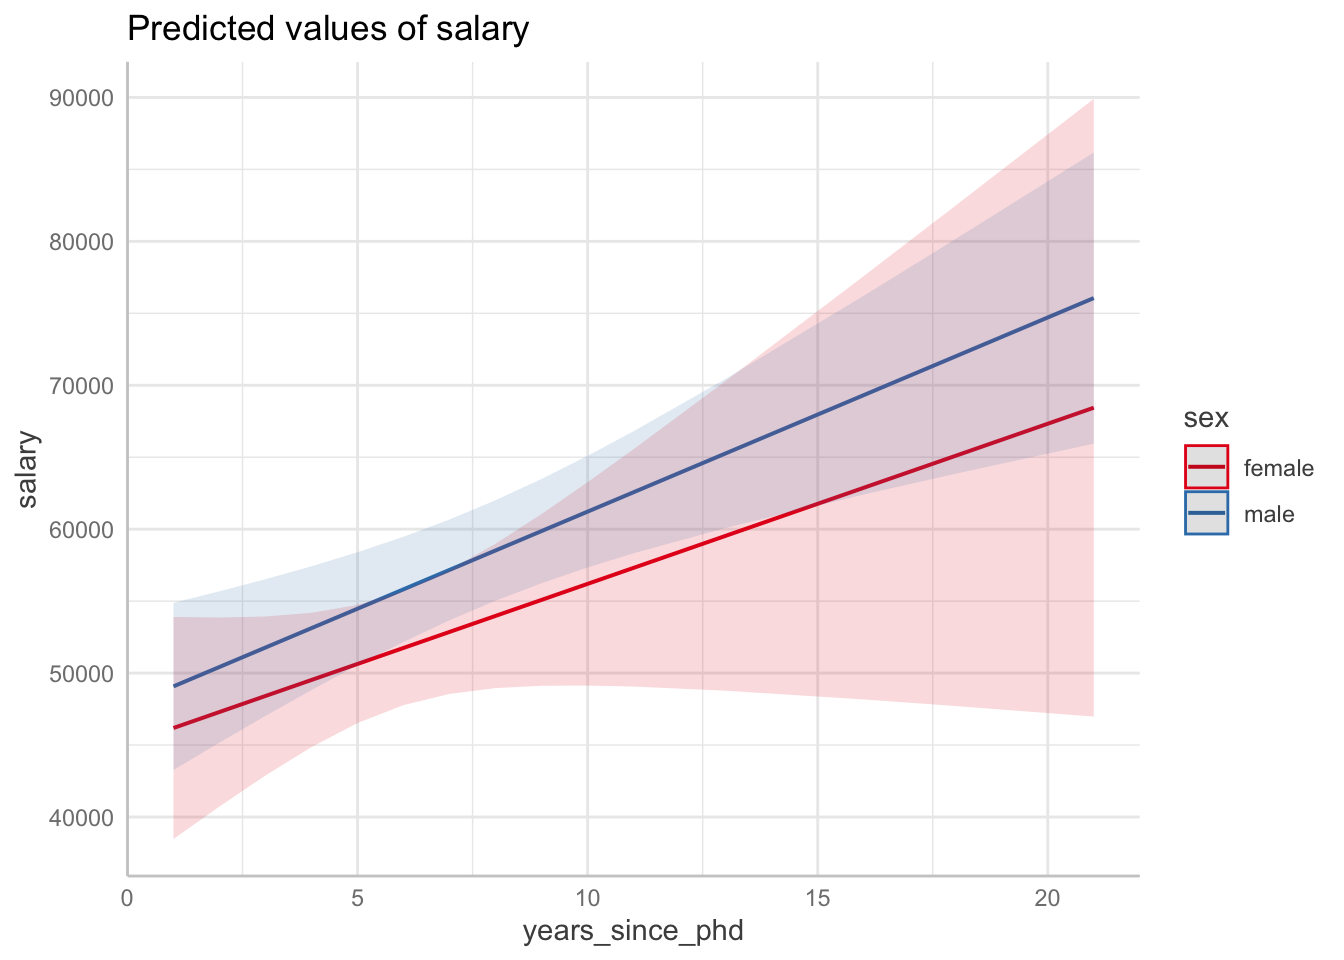 Predicted values of salary
90000
80000
70000
60000
50000
40000
salary
0 5 10 15 20
years_since_phd
sex
female
male